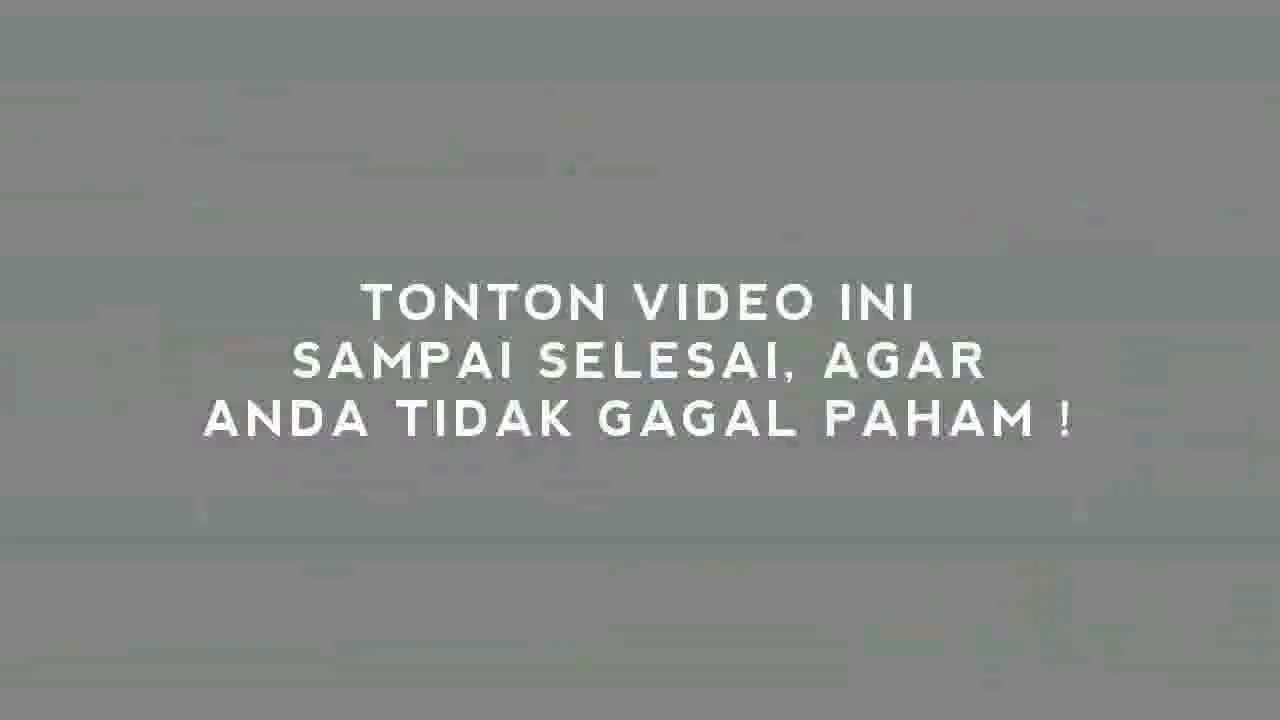 TONTON VIDEO INI
SAMPAI SELESAI, AGAR
ANDA TIDAK GAGAL PAHAM !